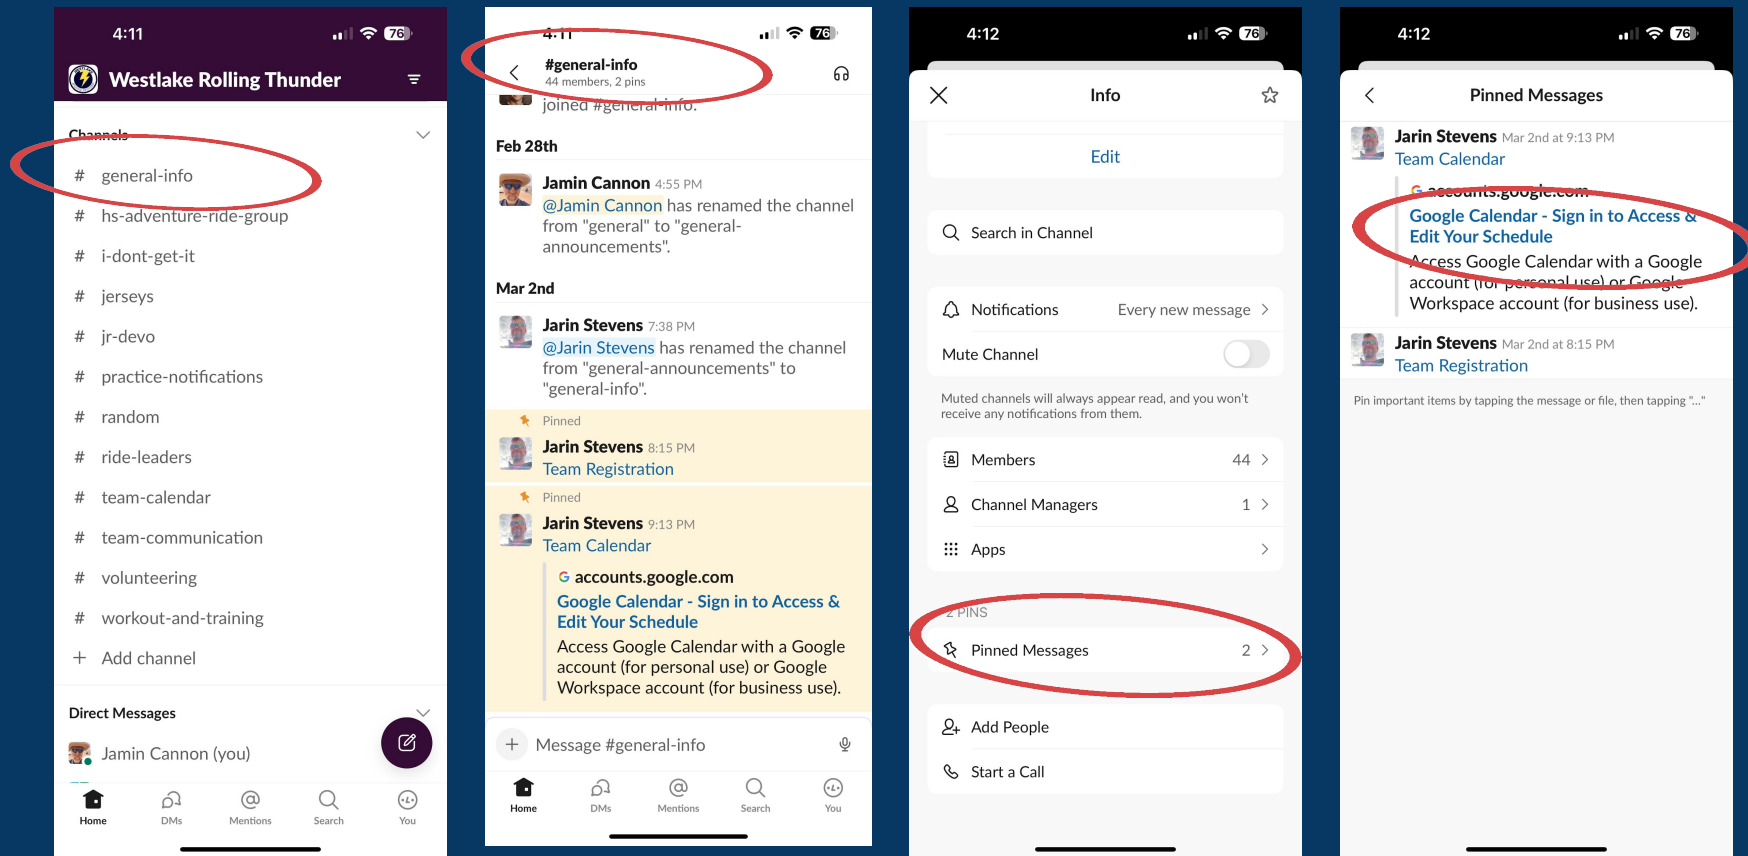 4:11
76
Westlake Rolling Thunder
Channels
# general-info
# hs-adventure-ride-group
# i-dont-get-it
# jerseys
# jr-devo
# practice-notifications
# random
# ride-leaders
# team-calendar
# team-communication
# volunteering
# workout-and-training
+ Add channel
Direct Messages
Jamin Cannon (you)
Home DMs Mentions Search You
4:11
76
#general-info
44 members, 2 pins
joined #general-info.
Feb 28th
Jamin Cannon 4:55 PM
@Jamin Cannon has renamed the channel
from "general" to "general-
announcements".
Mar 2nd
Jarin Stevens 7:38 PM
@Jarin Stevens has renamed the channel
from "general-announcements" to
"general-info".
Pinned
Jarin Stevens 8:15 PM
Team Registration
Pinned
Jarin Stevens 9:13 PM
Team Calendar
G accounts.google.com
Google Calendar - Sign in to Access &
Edit Your Schedule
Access Google Calendar with a Google
account (for personal use) or Google
Workspace account (for business use).
+ Message #general-info
Home DMs Mentions Search You
4:12
76
Info
Edit
Search in Channel
Notifications Every new message
Mute Channel
Muted channels will always appear read, and you won't
receive any notifications from them.
Members 44
Channel Managers 1
Apps
2 PINS
Pinned Messages 2
Add People
Start a Call
4:12
76
Pinned Messages
Jarin Stevens Mar 2nd at 9:13 PM
Team Calendar
G accounts.google.com
Google Calendar - Sign in to Access &
Edit Your Schedule
Access Google Calendar with a Google
account (for personal use) or Google
Workspace account (for business use).
Jarin Stevens Mar 2nd at 8:15 PM
Team Registration
Pin important items by tapping the message or file, then tapping "..."